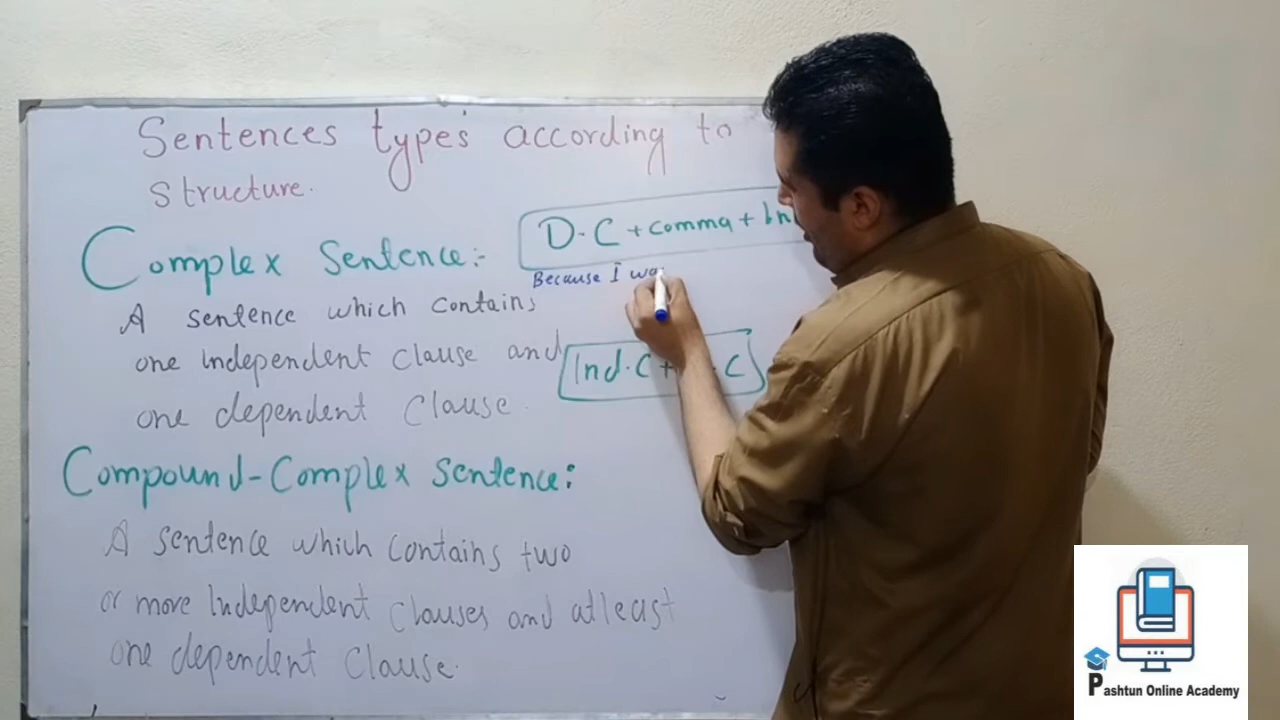 Sentences types according to
structure.
Complex Sentence:-
D.C + comma + In
Because I wa
A sentence which contains
one independent clause and
one dependent clause.
Ind.C + . C
Compound-Complex sentence:
A sentence which contains two
or more independent clauses and atleast
one dependent clause.
Pashtun Online Academy